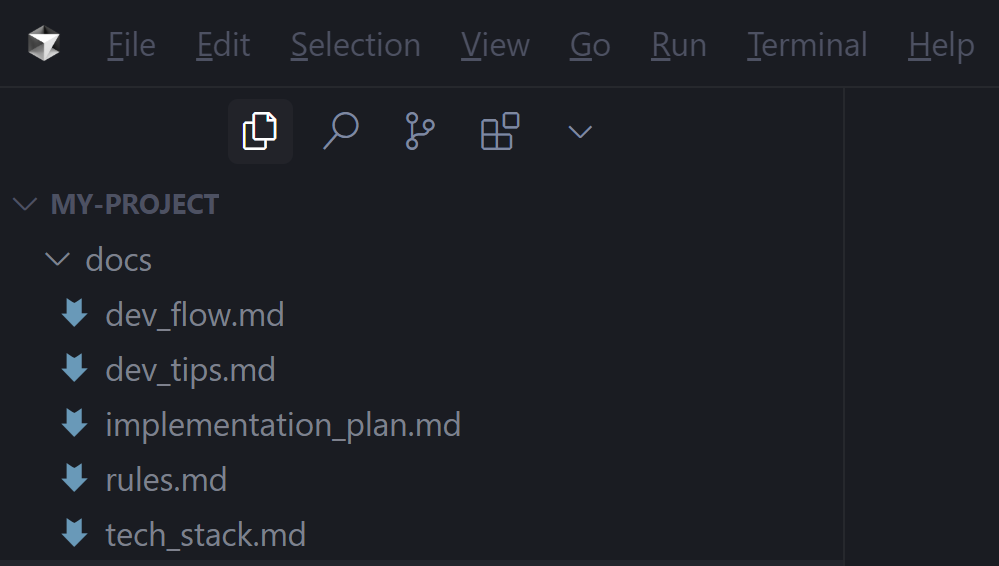 File Edit Selection View Go Run Terminal Help
MY-PROJECT
docs
dev_flow.md
dev_tips.md
implementation_plan.md
rules.md
tech_stack.md